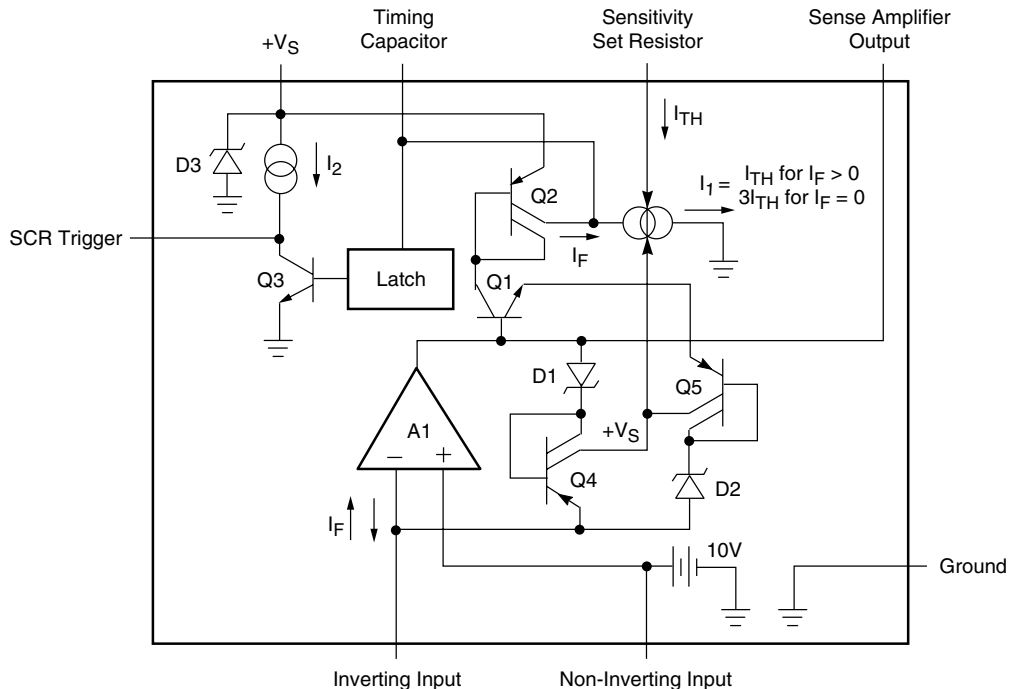 Timing
Capacitor
Sensitivity
Set Resistor
Sense Amplifier
Output
+VS
ITH
D3
I2
Q2
I1 = ITH for IF > 0
3ITH for IF = 0
SCR Trigger
IF
Q3
Latch
Q1
D1
Q5
A1
+VS
− +
Q4
D2
IF
10V
Ground
Inverting Input
Non-Inverting Input